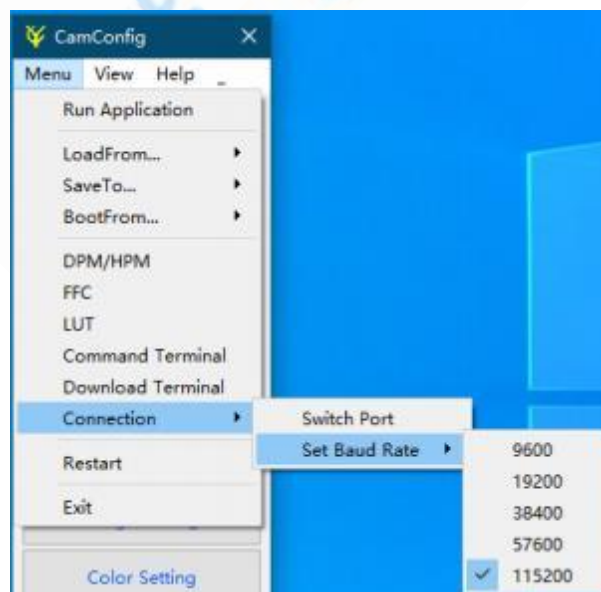 CamConfig
Menu View Help _
Run Application
LoadFrom...
SaveTo...
BootFrom...
DPM/HPM
FFC
LUT
Command Terminal
Download Terminal
Connection
Switch Port
Set Baud Rate
9600
19200
38400
57600
115200
Restart
Exit
Color Setting